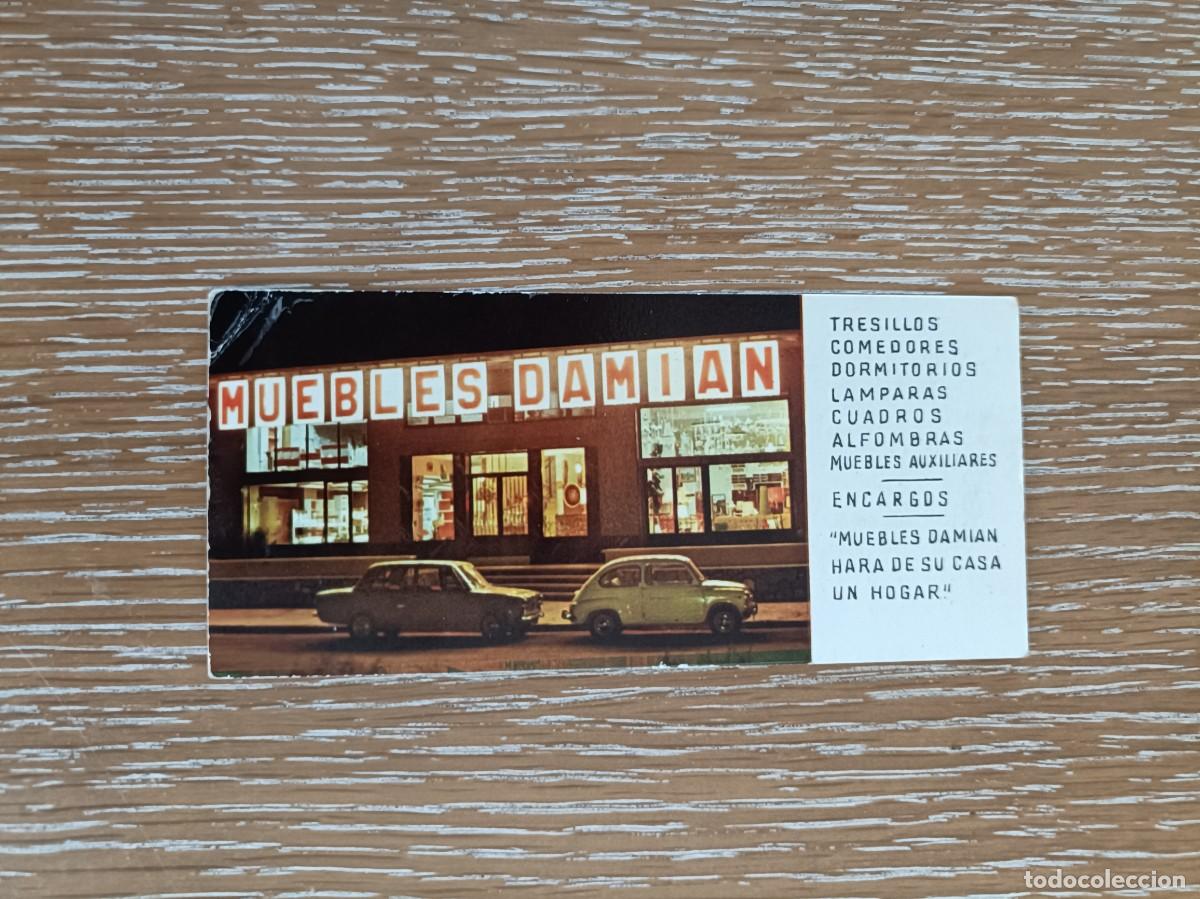 MUEBLES DAMIAN
TRESILLOS
COMEDORES
DORMITORIOS
LAMPARAS
CUADROS
ALFOMBRAS
MUEBLES AUXILIARES
ENCARGOS
"MUEBLES DAMIAN
HARA DE SU CASA
UN HOGAR"
todocoleccion